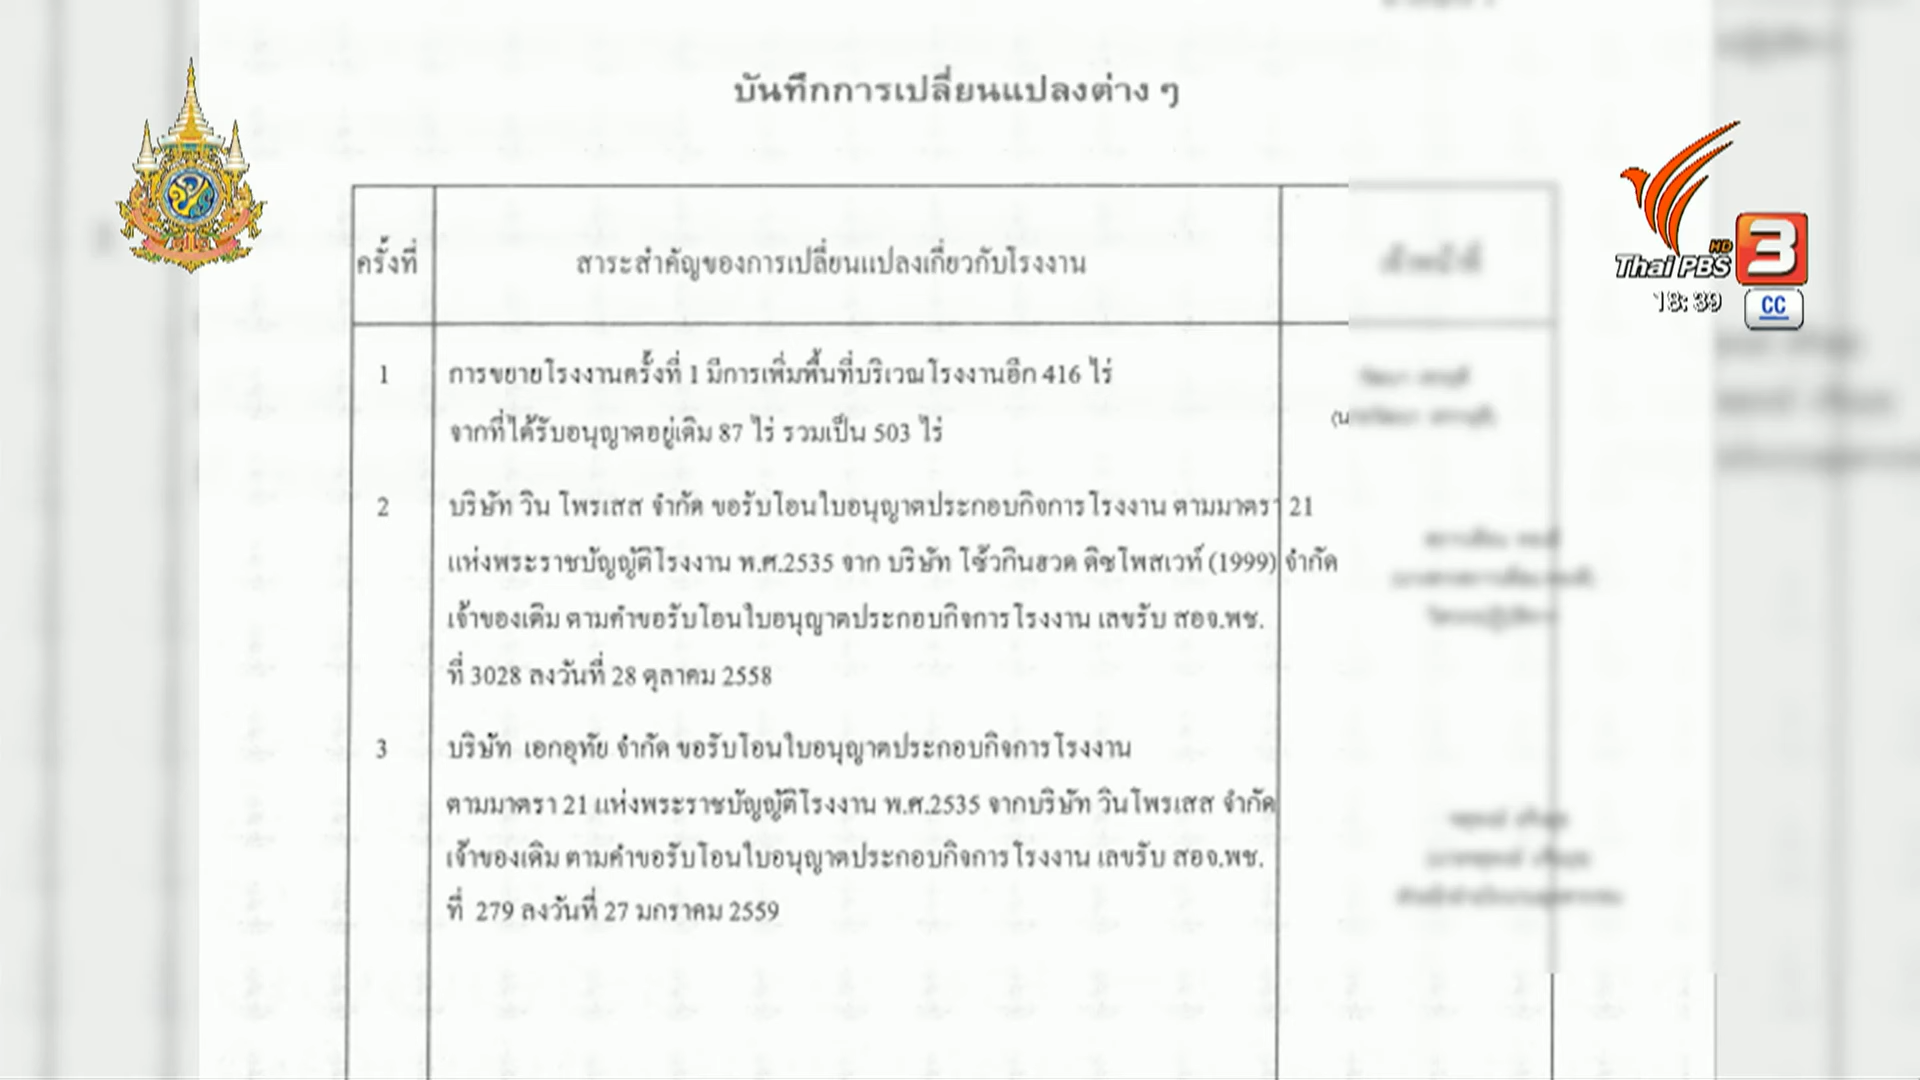 บันทึกการเปลี่ยนแปลงต่าง ๆ
HD
Thai PBS 3
18:39
CC
ครั้งที่ สาระสำคัญของการเปลี่ยนแปลงเกี่ยวกับโรงงาน
1 การขยายโรงงานครั้งที่ 1 มีการเพิ่มพื้นที่บริเวณโรงงานอีก 416 ไร่
จากที่ได้รับอนุญาตอยู่เดิม 87 ไร่ รวมเป็น 503 ไร่
2 บริษัท วิน โพรเสส จำกัด ขอรับโอนใบอนุญาตประกอบกิจการโรงงาน ตามมาตรา 21
แห่งพระราชบัญญัติโรงงาน พ.ศ.2535 จาก บริษัท โช้วกินฮวด ดิซโพสเวท์ (1999) จำกัด
เจ้าของเดิม ตามคำขอรับโอนใบอนุญาตประกอบกิจการโรงงาน เลขรับ สอจ.พช.
ที่ 3028 ลงวันที่ 28 ตุลาคม 2558
3 บริษัท เอกอุทัย จำกัด ขอรับโอนใบอนุญาตประกอบกิจการโรงงาน
ตามมาตรา 21 แห่งพระราชบัญญัติโรงงาน พ.ศ.2535 จากบริษัท วินโพรเสส จำกัด
เจ้าของเดิม ตามคำขอรับโอนใบอนุญาตประกอบกิจการโรงงาน เลขรับ สอจ.พช.
ที่ 279 ลงวันที่ 27 มกราคม 2559